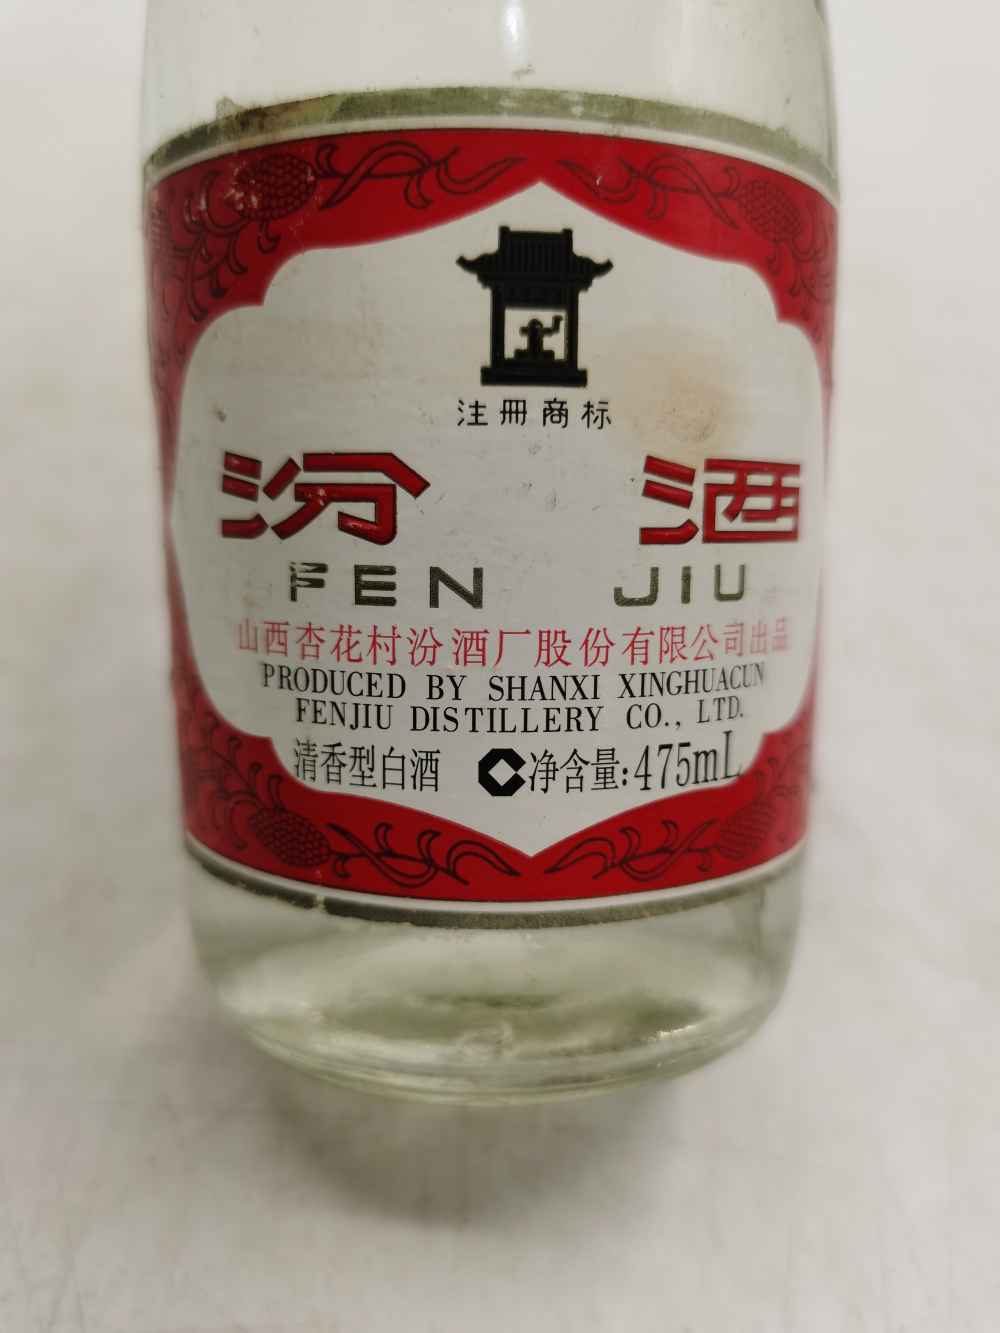 注册商标
汾酒
FEN JIU
山西杏花村汾酒厂股份有限公司出品
PRODUCED BY SHANXI XINGHUACUN
FENJIU DISTILLERY CO., LTD.
清香型白酒 净含量:475mL